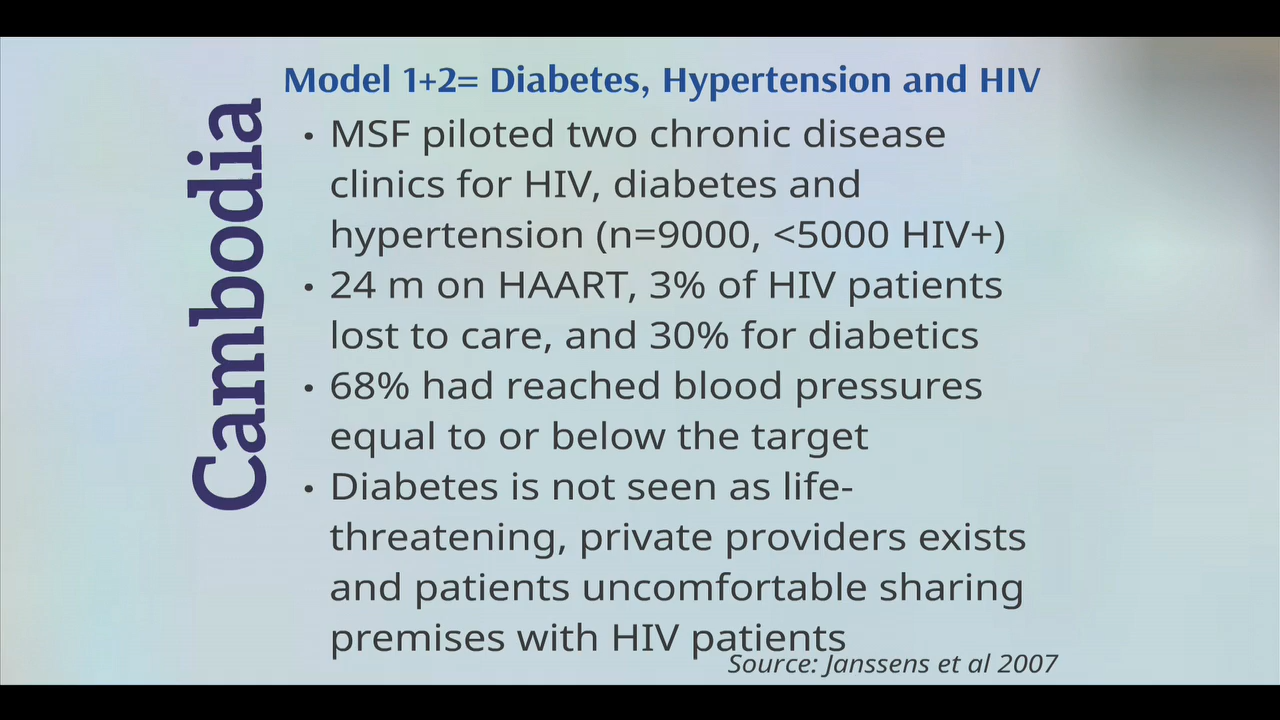 Cambodia
Model 1+2= Diabetes, Hypertension and HIV
• MSF piloted two chronic disease
clinics for HIV, diabetes and
hypertension (n=9000, <5000 HIV+)
• 24 m on HAART, 3% of HIV patients
lost to care, and 30% for diabetics
• 68% had reached blood pressures
equal to or below the target
• Diabetes is not seen as life-
threatening, private providers exists
and patients uncomfortable sharing
premises with HIV patients
Source: Janssens et al 2007